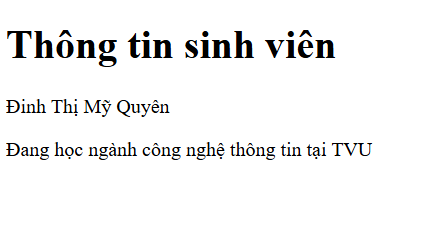 Thông tin sinh viên
Đinh Thị Mỹ Quyên
Đang học ngành công nghệ thông tin tại TVU